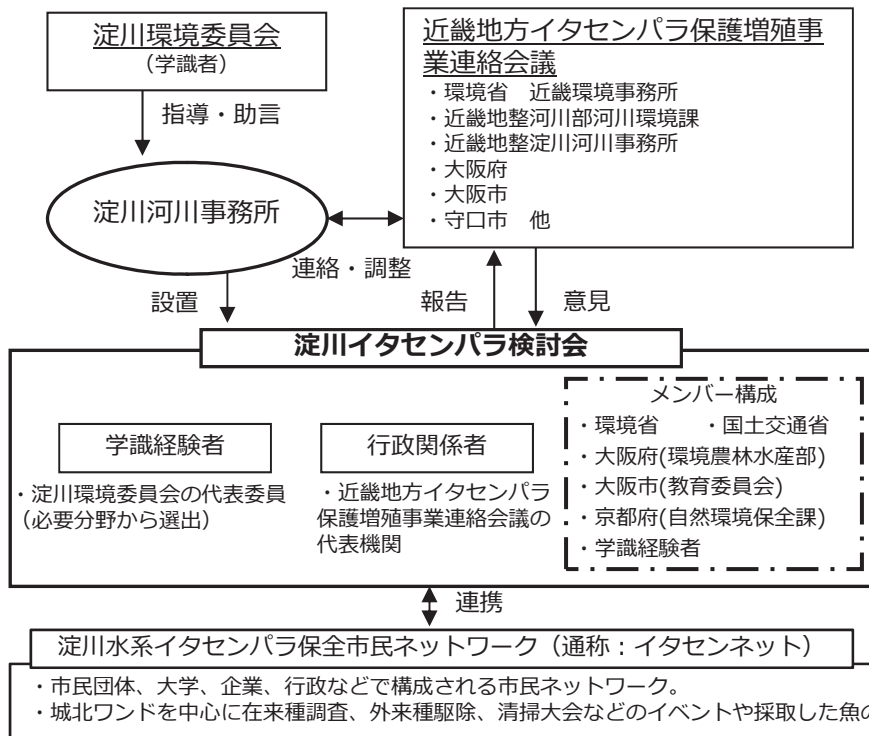 淀川環境委員会
（学識者）
指導・助言
淀川河川事務所
近畿地方イタセンパラ保護増殖事
業連絡会議
・環境省　近畿環境事務所
・近畿地整河川部河川環境課
・近畿地整淀川河川事務所
・大阪府
・大阪市
・守口市　他
連絡・調整
設置
報告
意見
淀川イタセンパラ検討会
学識経験者
・淀川環境委員会の代表委員
（必要分野から選出）
行政関係者
・近畿地方イタセンパラ
保護増殖事業連絡会議の
代表機関
メンバー構成
・環境省　　・国土交通省
・大阪府(環境農林水産部)
・大阪市(教育委員会)
・京都府(自然環境保全課)
・学識経験者
連携
淀川水系イタセンパラ保全市民ネットワーク（通称：イタセンネット）
・市民団体、大学、企業、行政などで構成される市民ネットワーク。
・城北ワンドを中心に在来種調査、外来種駆除、清掃大会などのイベントや採取した魚の